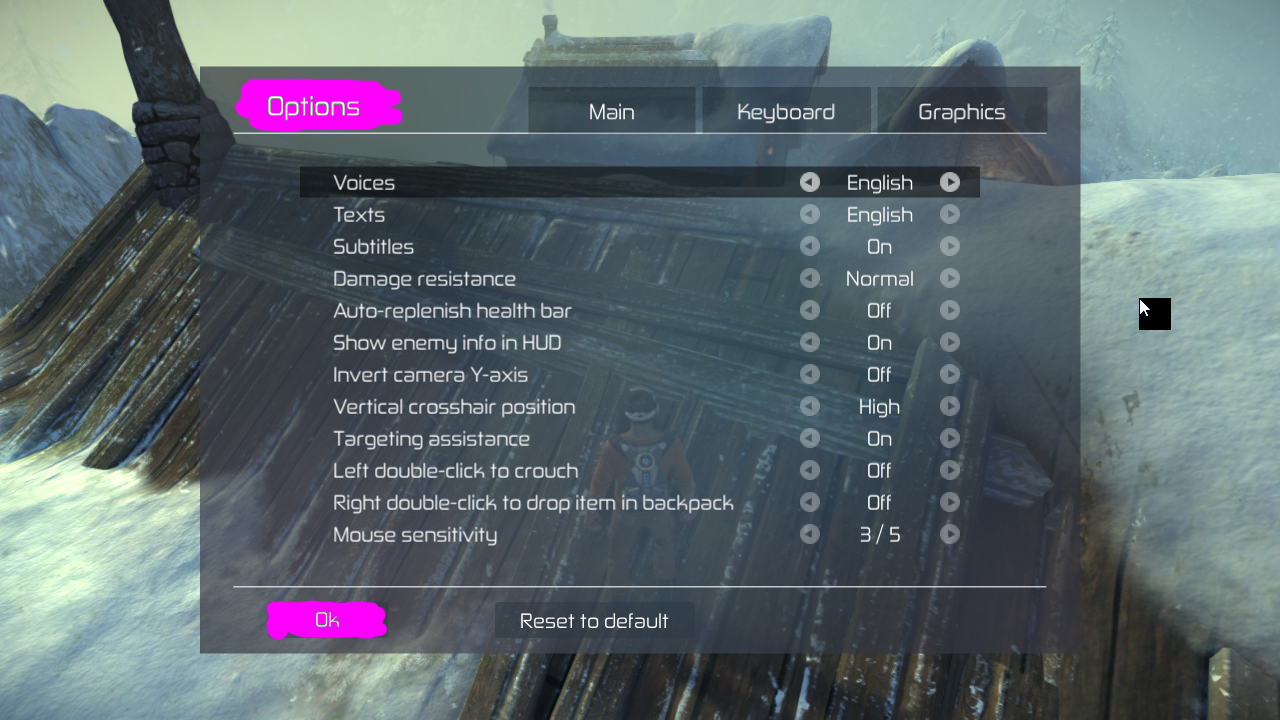 Options
Main Keyboard Graphics
Voices English
Texts English
Subtitles On
Damage resistance Normal
Auto-replenish health bar Off
Show enemy info in HUD On
Invert camera Y-axis Off
Vertical crosshair position High
Targeting assistance On
Left double-click to crouch Off
Right double-click to drop item in backpack Off
Mouse sensitivity 3 / 5
Ok Reset to default